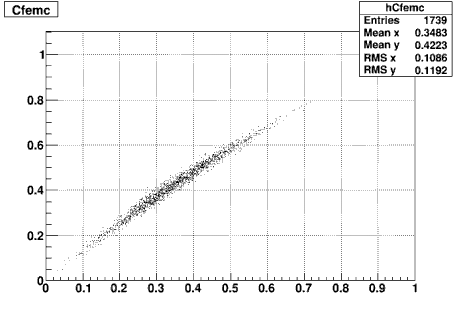 Cfemc
hCfemc
Entries 1739
Mean x 0.3483
Mean y 0.4223
RMS x 0.1086
RMS y 0.1192
1
0.8
0.6
0.4
0.2
0
0 0.1 0.2 0.3 0.4 0.5 0.6 0.7 0.8 0.9 1